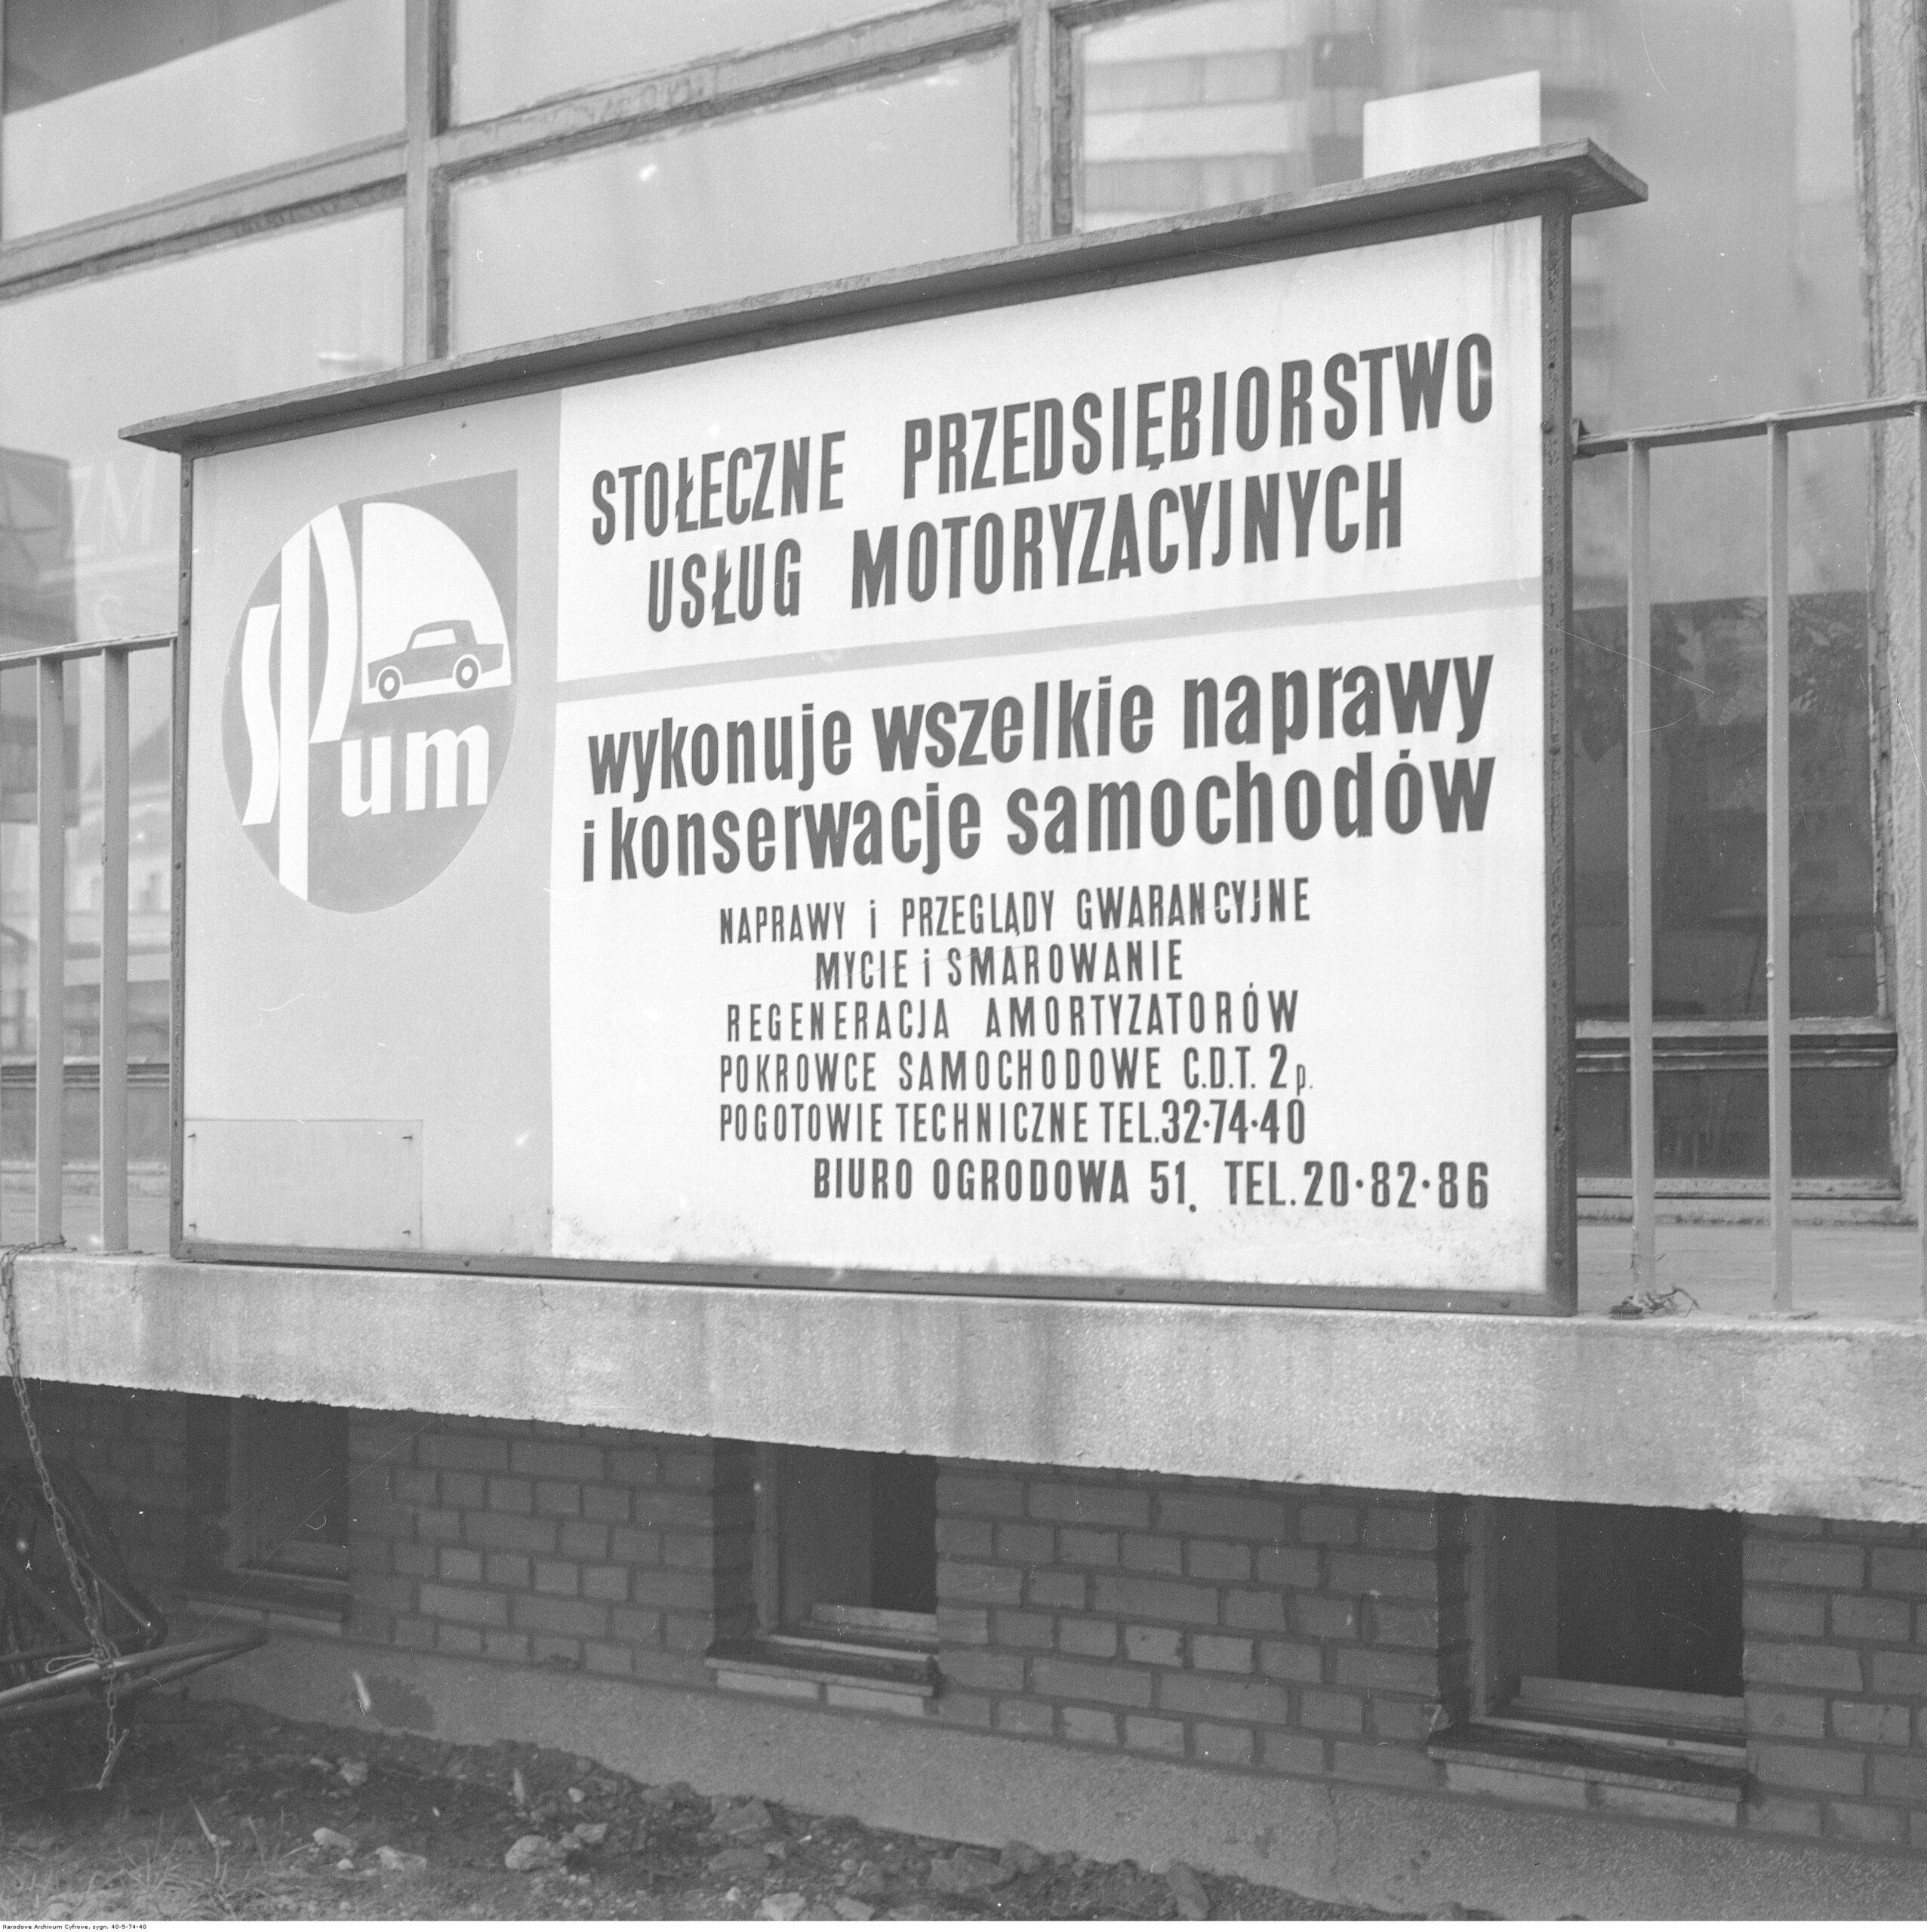 STOŁECZNE PRZEDSIĘBIORSTWO
USŁUG MOTORYZACYJNYCH
SPum
wykonuje wszelkie naprawy
i konserwacje samochodów
NAPRAWY i PRZEGLĄDY GWARANCYJNE
MYCIE i SMAROWANIE
REGENERACJA AMORTYZATORÓW
POKROWCE SAMOCHODOWE C.D.T. 2 p.
POGOTOWIE TECHNICZNE TEL. 32·74·40
BIURO OGRODOWA 51. TEL. 20·82·86
Narodowe Archiwum Cyfrowe, sygn. 40-5-74-40